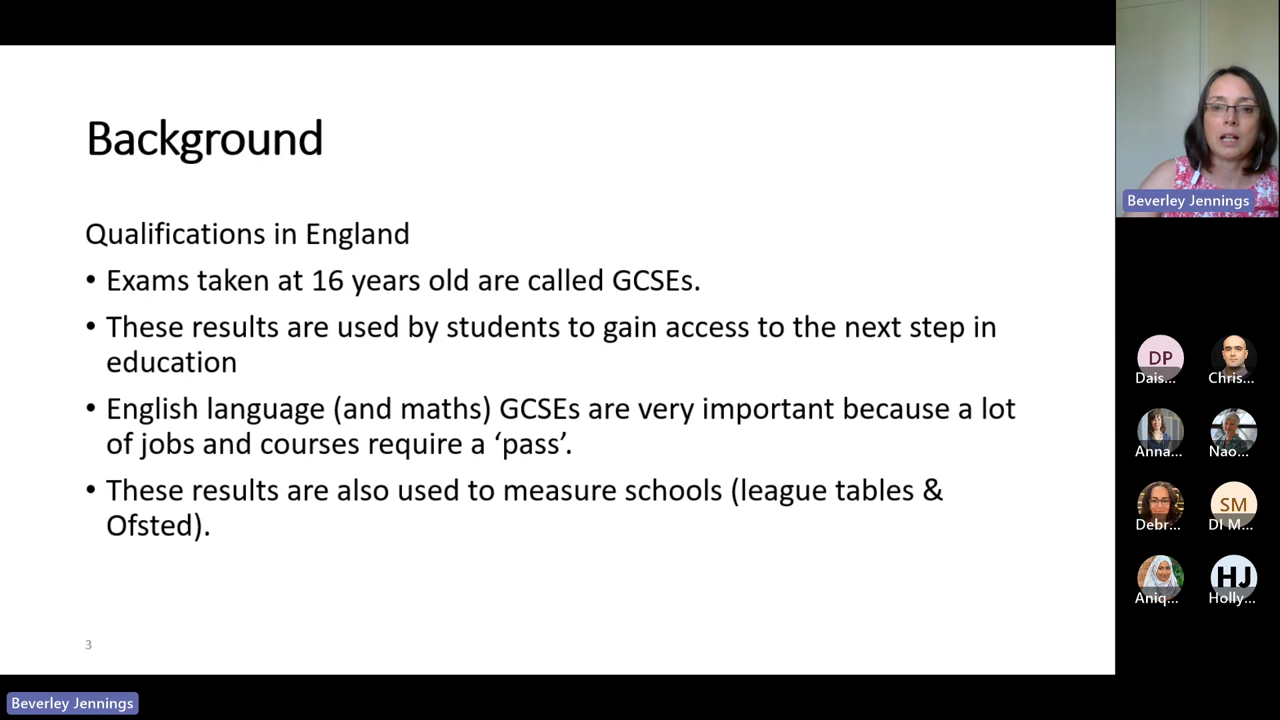 Background
Qualifications in England
• Exams taken at 16 years old are called GCSEs.
• These results are used by students to gain access to the next step in
education
• English language (and maths) GCSEs are very important because a lot
of jobs and courses require a ‘pass’.
• These results are also used to measure schools (league tables &
Ofsted).
3
Beverley Jennings
DP
Dais...
Chris...
Anna...
Nao...
Debr...
SM
DI M...
Aniq...
HJ
Holly...
Beverley Jennings